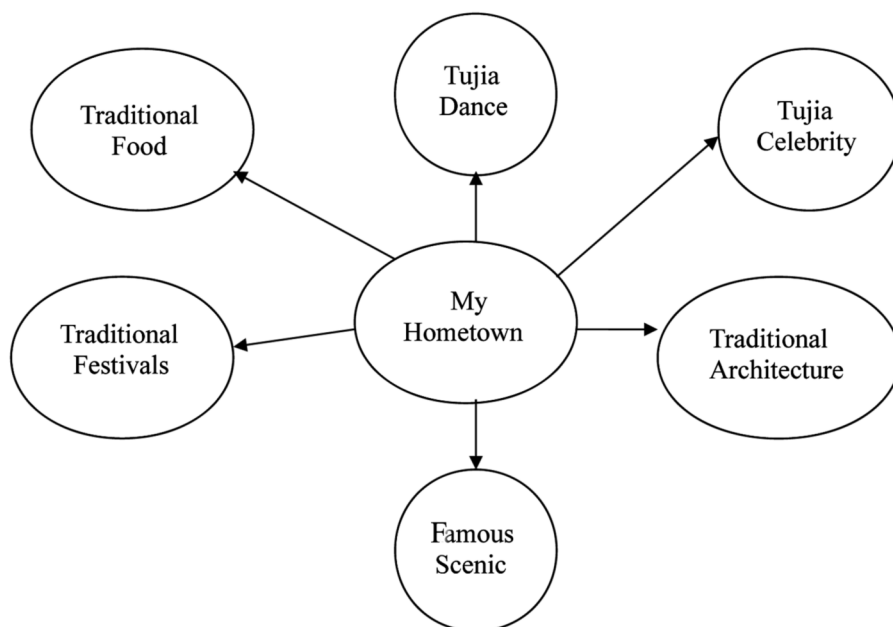 Tujia
Dance
Traditional
Food
Tujia
Celebrity
My
Hometown
Traditional
Festivals
Traditional
Architecture
Famous
Scenic